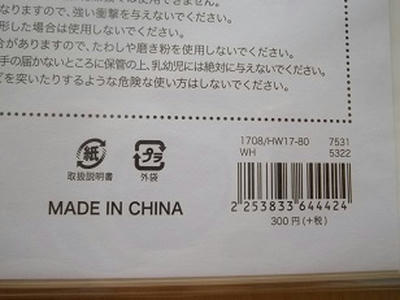 なりますので、強い衝撃を与えないでください。
形した場合は使用しないでください。
合がありますので、たわしや磨き粉を使用しないでください。
手の届かないところに保管の上、乳幼児には絶対に与えないでください。
を突いたりするような危険な使い方はしないでください。
紙
取扱説明書
プラ
外袋
1708/HW17-80 7531
WH 5322
2 253833 644424
300円(+税)
MADE IN CHINA